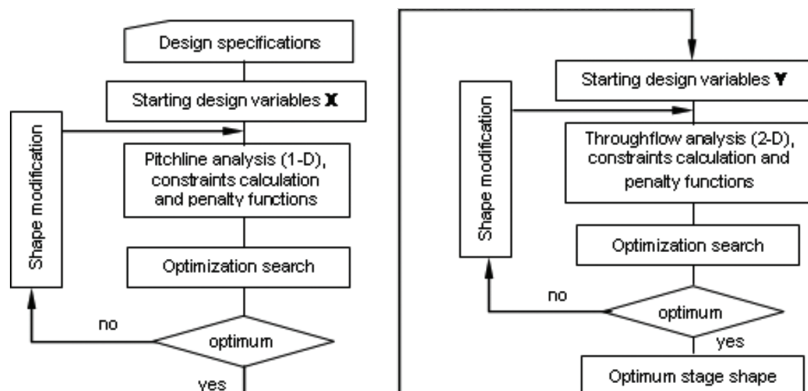 Design specifications
Starting design variables X
Shape modification
Pitchline analysis (1-D),
constraints calculation
and penalty functions
Optimization search
no
optimum
yes
Starting design variables Y
Shape modification
Throughflow analysis (2-D),
constraints calculation and
penalty functions
Optimization search
no
optimum
yes
Optimum stage shape